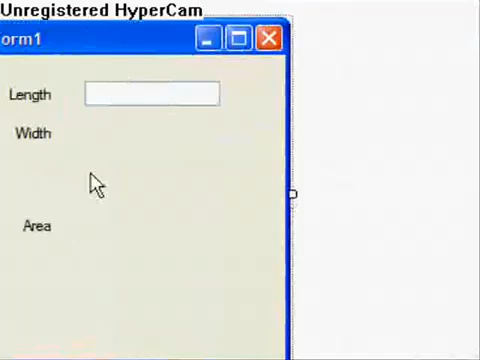 Unregistered HyperCam
orm1
Length
Width
Area